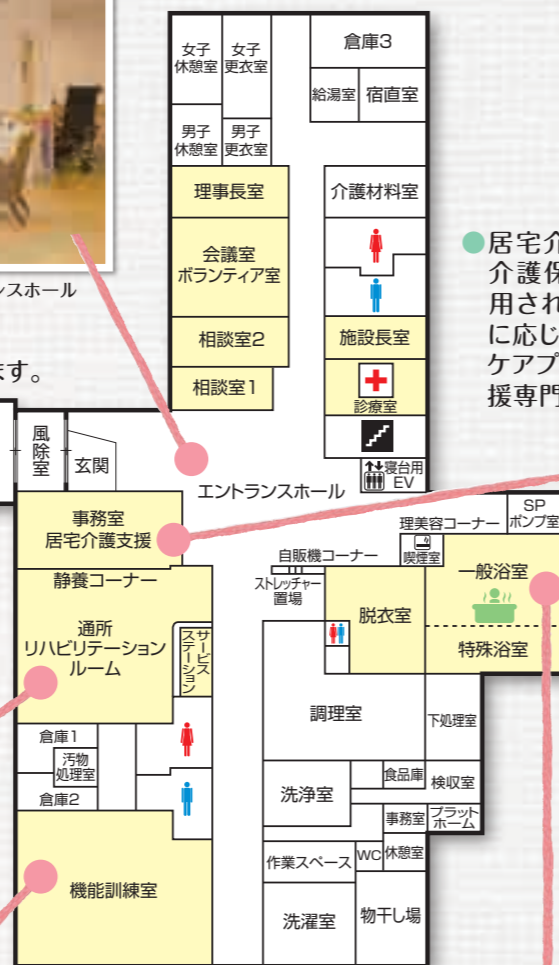 女子
休憩室
女子
更衣室
倉庫3
給湯室
宿直室
男子
休憩室
男子
更衣室
理事長室
介護材料室
会議室
ボランティア室
相談室2
施設長室
相談室1
診療室
寝台用
EV
風除室
玄関
エントランスホール
事務室
居宅介護支援
静養コーナー
通所
リハビリテーション
ルーム
サービス
ステーション
自販機コーナー
ストレッチャー
置場
理美容コーナー
喫煙室
SP
ポンプ室
一般浴室
脱衣室
特殊浴室
調理室
下処理室
倉庫1
汚物
処理室
倉庫2
洗浄室
食品庫
検収室
事務室
プラット
ホーム
作業スペース
WC
休憩室
機能訓練室
洗濯室
物干し場
ンスホール
ます。
●居宅介
介護保
用され
に応じ
ケアプ
援専門